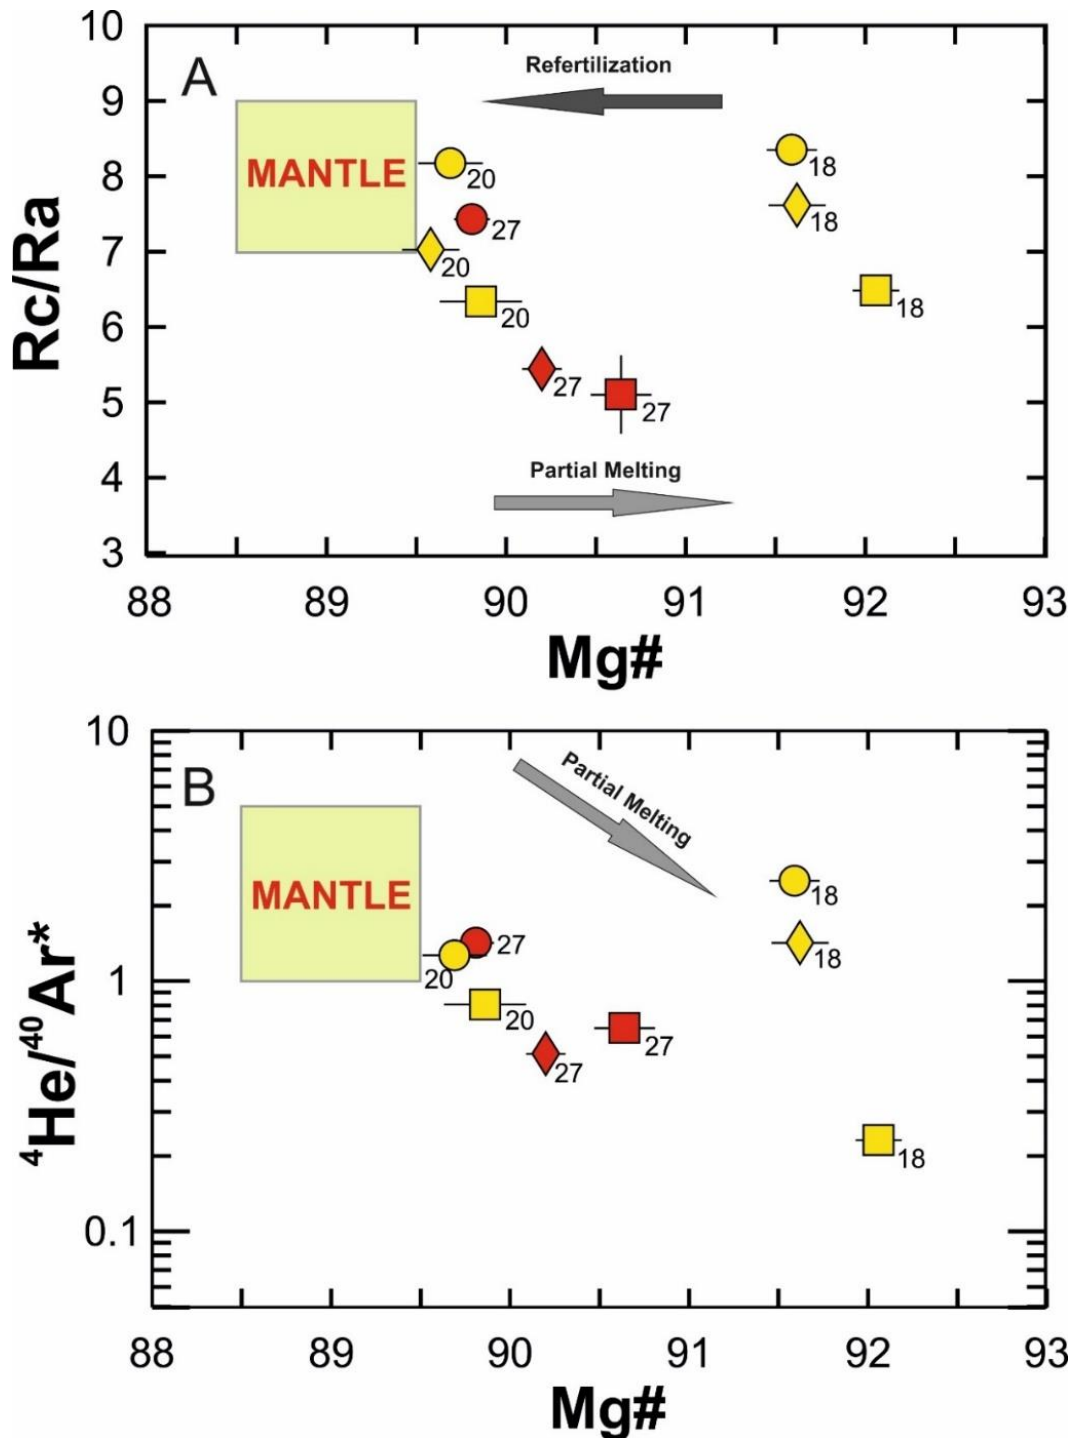 A
10
9
8
7
6
5
4
3
Rc/Ra
Refertilization
MANTLE
20
18
27
18
20
20
18
27
27
Partial Melting
88 89 90 91 92 93
Mg#
B
10
1
0.1
⁴He/⁴⁰Ar*
Partial Melting
MANTLE
18
27
18
20
20
27
27
18
88 89 90 91 92 93
Mg#